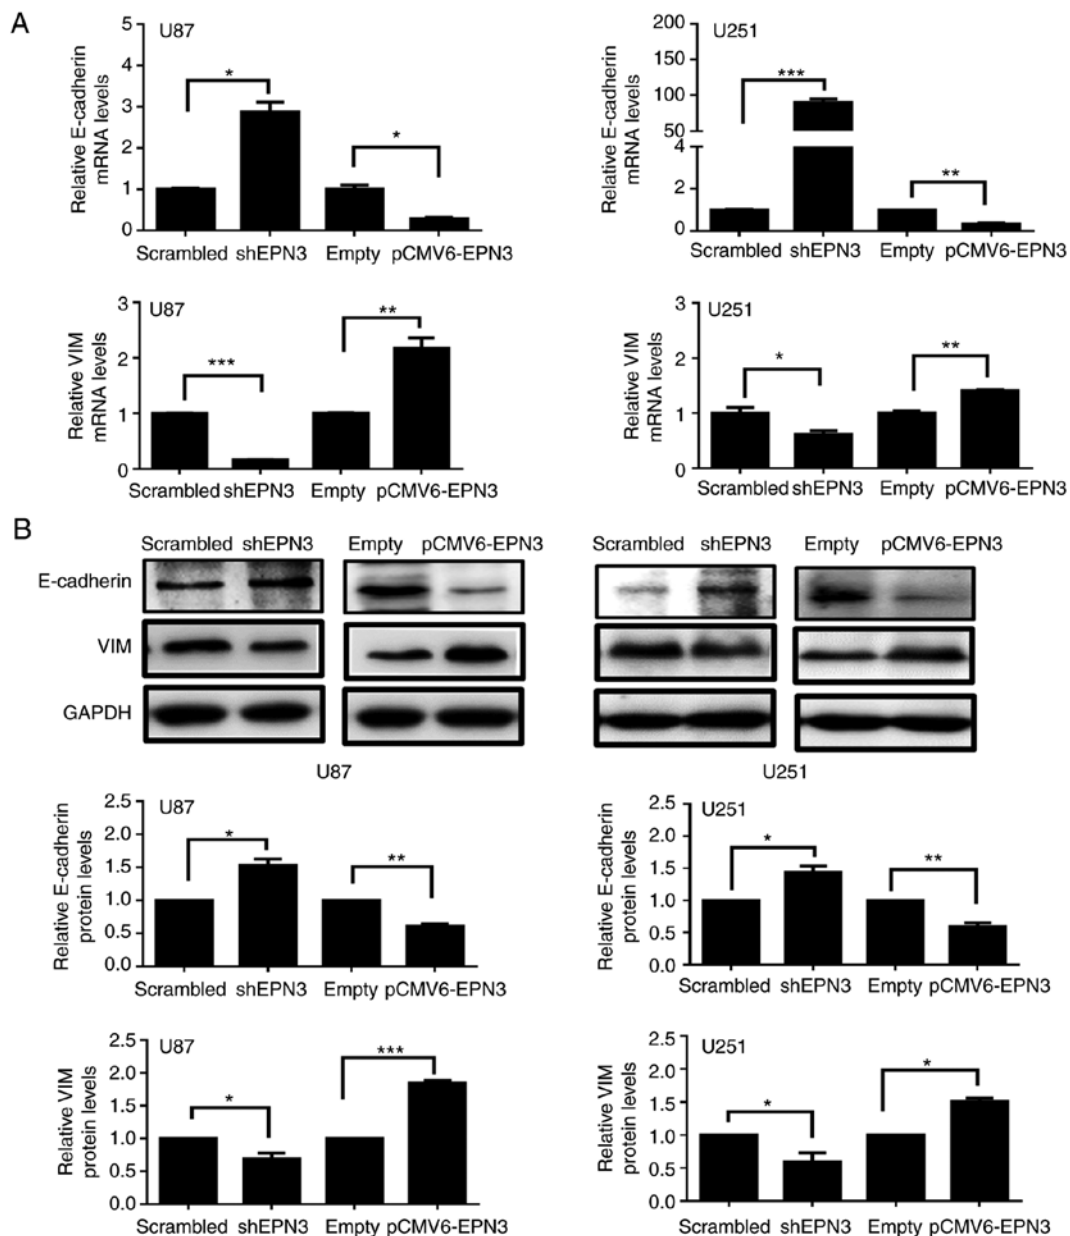 A
U87
Relative E-cadherin
mRNA levels
5
4
3
2
1
0
*
*
Scrambled shEPN3 Empty pCMV6-EPN3
U251
Relative E-cadherin
mRNA levels
200
150
100
50
4
2
0
***
**
Scrambled shEPN3 Empty pCMV6-EPN3
U87
Relative VIM
mRNA levels
3
2
1
0
***
**
Scrambled shEPN3 Empty pCMV6-EPN3
U251
Relative VIM
mRNA levels
3
2
1
0
*
**
Scrambled shEPN3 Empty pCMV6-EPN3
B
Scrambled shEPN3 Empty pCMV6-EPN3 Scrambled shEPN3 Empty pCMV6-EPN3
E-cadherin
VIM
GAPDH
U87 U251
U87
Relative E-cadherin
protein levels
2.5
2.0
1.5
1.0
0.5
0.0
*
**
Scrambled shEPN3 Empty pCMV6-EPN3
U251
Relative E-cadherin
protein levels
2.5
2.0
1.5
1.0
0.5
0.0
*
**
Scrambled shEPN3 Empty pCMV6-EPN3
U87
Relative VIM
protein levels
2.5
2.0
1.5
1.0
0.5
0.0
*
***
Scrambled shEPN3 Empty pCMV6-EPN3
U251
Relative VIM
protein levels
2.5
2.0
1.5
1.0
0.5
0.0
*
*
Scrambled shEPN3 Empty pCMV6-EPN3